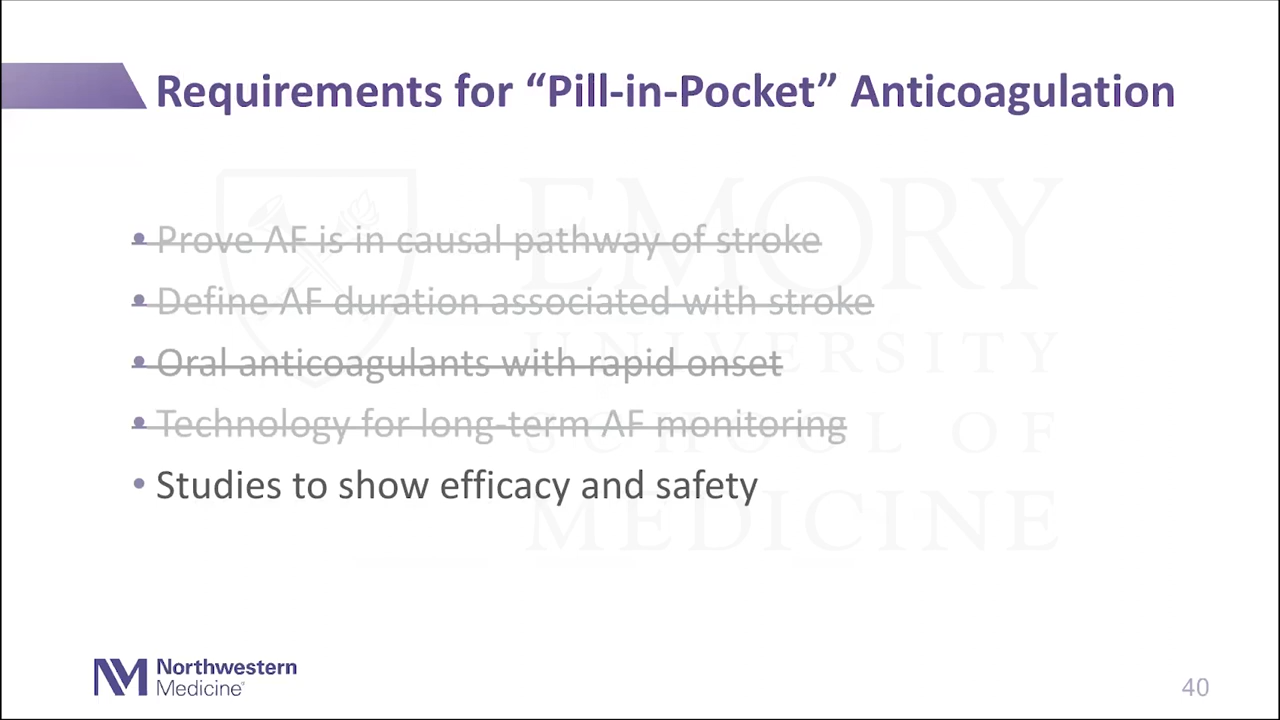 Requirements for “Pill-in-Pocket” Anticoagulation
EMORY
• Prove AF is in causal pathway of stroke
• Define AF duration associated with stroke
UNIVERSITY
• Oral anticoagulants with rapid onset
SCHOOL OF
• Technology for long-term AF monitoring
• Studies to show efficacy and safety
MEDICINE
Northwestern
Medicine®
40